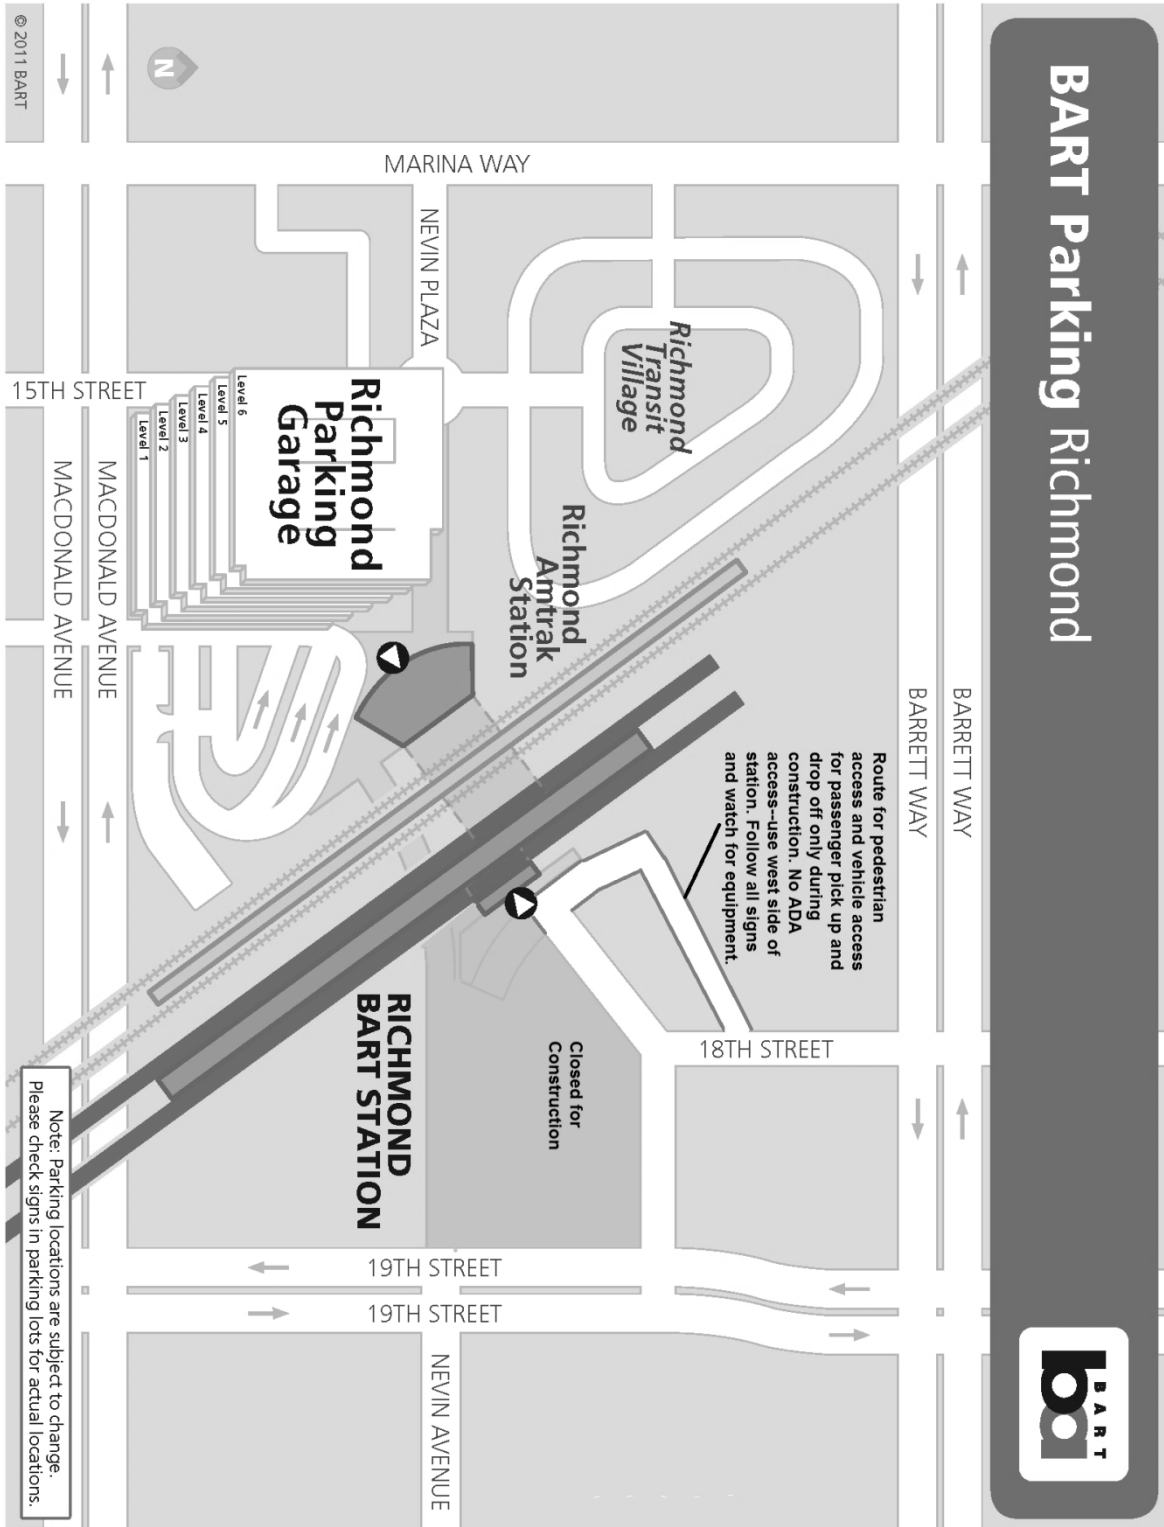 BART Parking Richmond
BART
ba
BARRETT WAY
BARRETT WAY
Route for pedestrian
access and vehicle access
for passenger pick up and
drop off only during
construction. No ADA
access--use west side of
station. Follow all signs
and watch for equipment.
18TH STREET
Richmond
Transit
Village
Richmond
Amtrak
Station
Closed for
Construction
MARINA WAY
NEVIN PLAZA
NEVIN AVENUE
19TH STREET
19TH STREET
RICHMOND
BART STATION
Richmond
Parking
Garage
Level 6
Level 5
Level 4
Level 3
Level 2
Level 1
15TH STREET
MACDONALD AVENUE
MACDONALD AVENUE
N
Note: Parking locations are subject to change.
Please check signs in parking lots for actual locations.
© 2011 BART